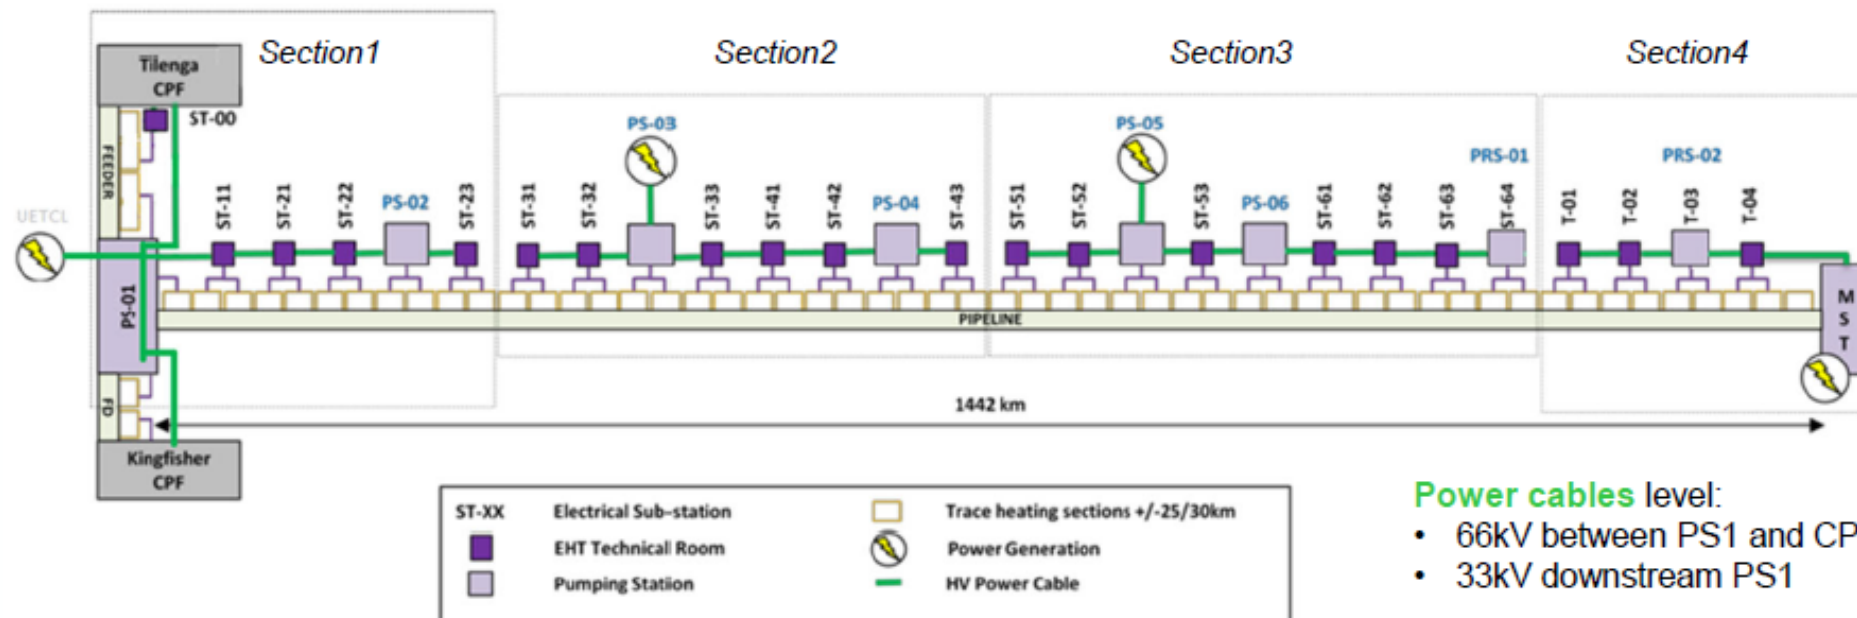 Section1
Section2
Section3
Section4
Tilenga
CPF
ST-00
FEEDER
UETCL
PS-01
FD
Kingfisher
CPF
ST-11
ST-21
ST-22
PS-02
ST-23
ST-31
ST-32
PS-03
ST-33
ST-41
ST-42
PS-04
ST-43
ST-51
ST-52
PS-05
ST-53
PS-06
ST-61
ST-62
ST-63
PRS-01
ST-64
T-01
T-02
PRS-02
T-03
T-04
M
S
T
PIPELINE
1442 km
ST-XX Electrical Sub-station
EHT Technical Room
Pumping Statiion
Trace heating sections +/-25/30km
Power Generation
HV Power Cable
Power cables level:
• 66kV between PS1 and CP
• 33kV downstream PS1